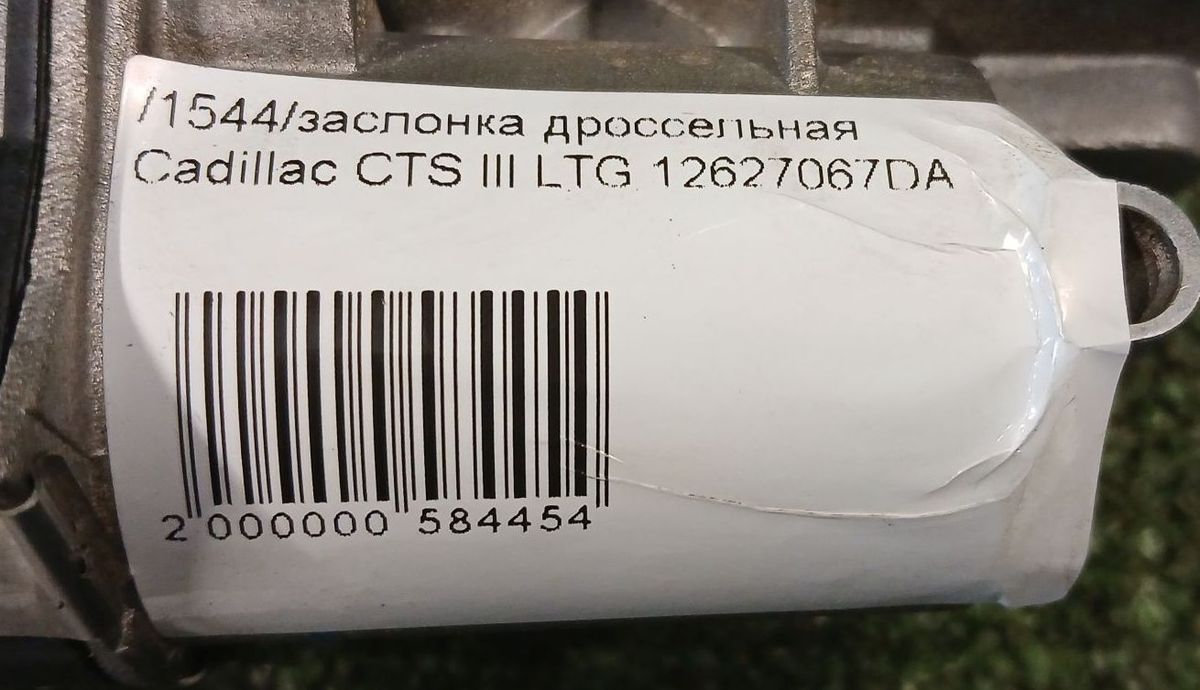 /1544/заслонка дроссельная
Cadillac CTS III LTG 12627067DA
2 000000 584454